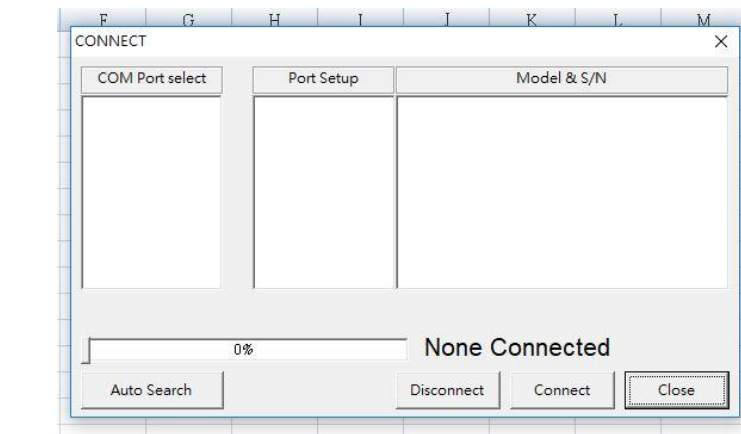 F G H I J K L M
CONNECT
COM Port select Port Setup Model & S/N
0% None Connected
Auto Search Disconnect Connect Close